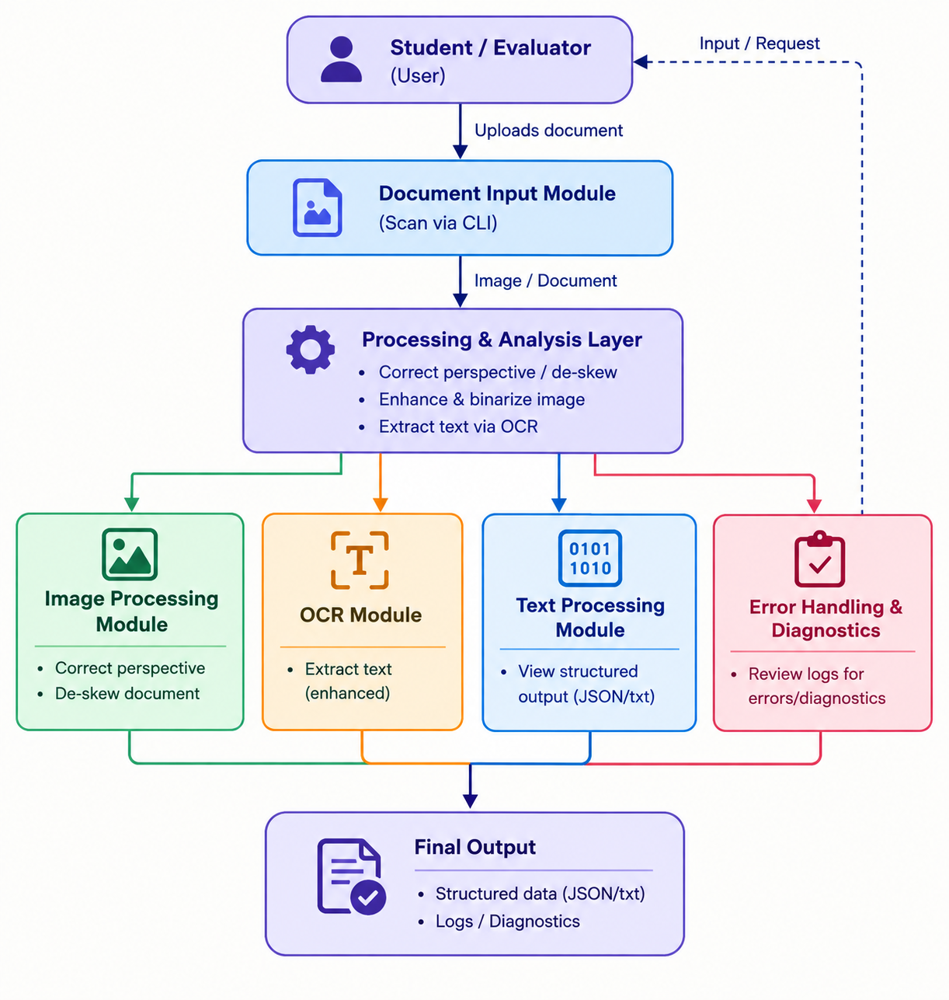 Student / Evaluator
(User)
Input / Request
Uploads document
Document Input Module
(Scan via CLI)
Image / Document
Processing & Analysis Layer
• Correct perspective / de-skew
• Enhance & binarize image
• Extract text via OCR
Image Processing
Module
• Correct perspective
• De-skew document
T
OCR Module
• Extract text
(enhanced)
0101
1010
Text Processing
Module
• View structured
output (JSON/txt)
Error Handling &
Diagnostics
• Review logs for
errors/diagnostics
Final Output
• Structured data (JSON/txt)
• Logs / Diagnostics